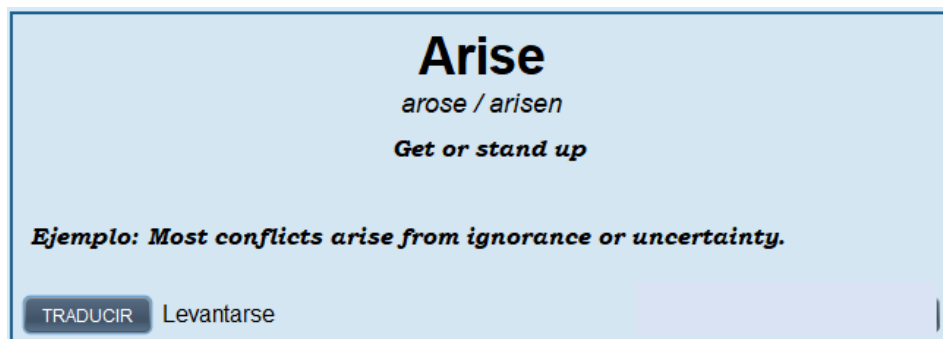 Arise
arose / arisen
Get or stand up
Ejemplo: Most conflicts arise from ignorance or uncertainty.
TRADUCIR Levantarse